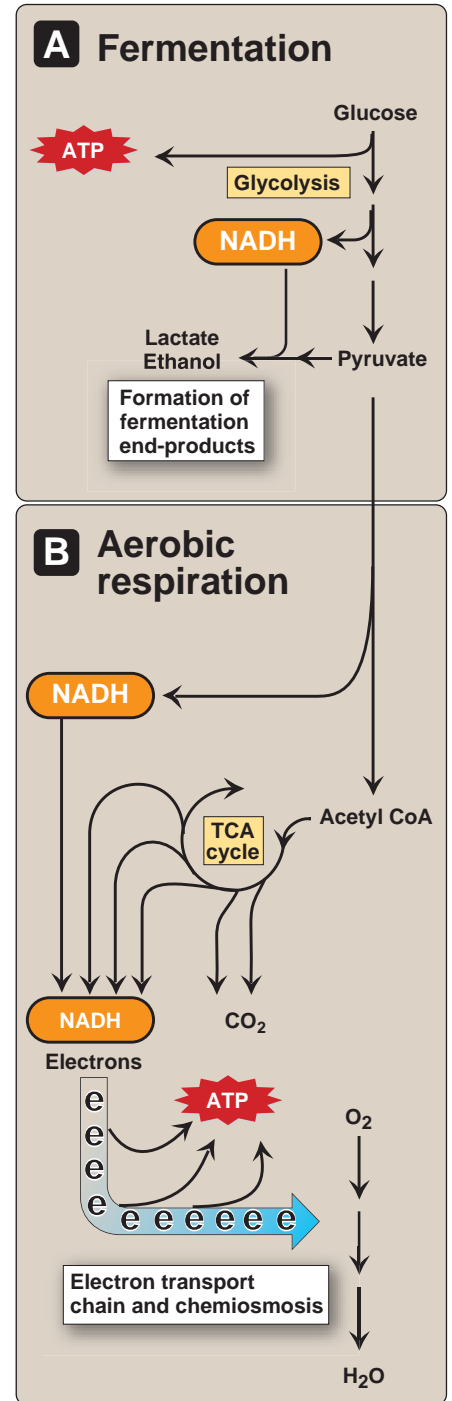 A Fermentation
Glucose
ATP
Glycolysis
NADH
Lactate
Ethanol
Pyruvate
Formation of
fermentation
end-products
B Aerobic
respiration
NADH
Acetyl CoA
TCA
cycle
NADH
CO₂
Electrons
ATP
e
e
e
e
O₂
e e e e e e
Electron transport
chain and chemiosmosis
H₂O